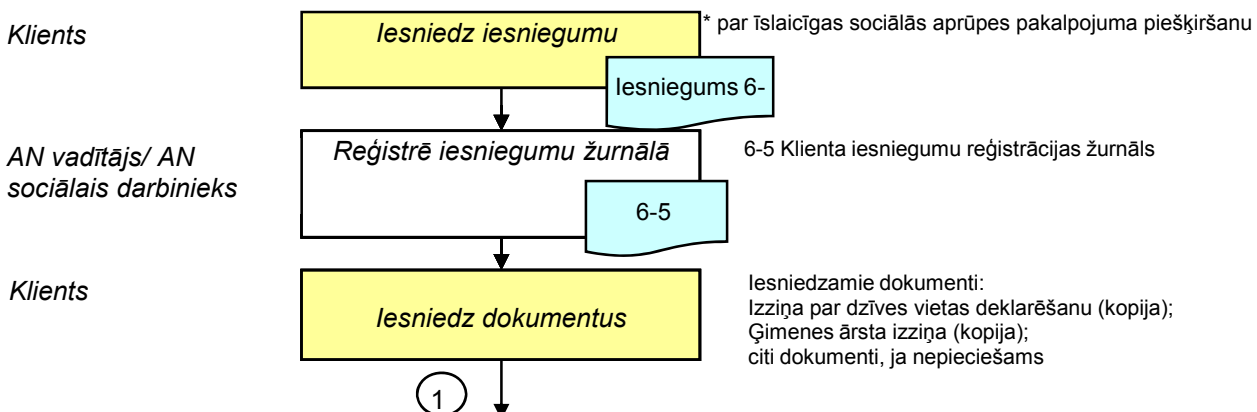 Klients
Iesniedz iesniegumu
* par īslaicīgas sociālās aprūpes pakalpojuma piešķiršanu
Iesniegums 6-
AN vadītājs/ AN
sociālais darbinieks
Reģistrē iesniegumu žurnālā
6-5 Klienta iesniegumu reģistrācijas žurnāls
6-5
Klients
Iesniedz dokumentus
Iesniedzamie dokumenti:
Izziņa par dzīves vietas deklarēšanu (kopija);
Ģimenes ārsta izziņa (kopija);
citi dokumenti, ja nepieciešams
1